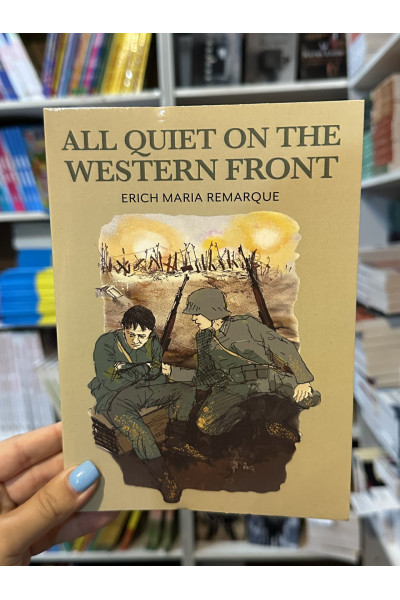 ALL QUIET ON THE
WESTERN FRONT
ERICH MARIA REMARQUE